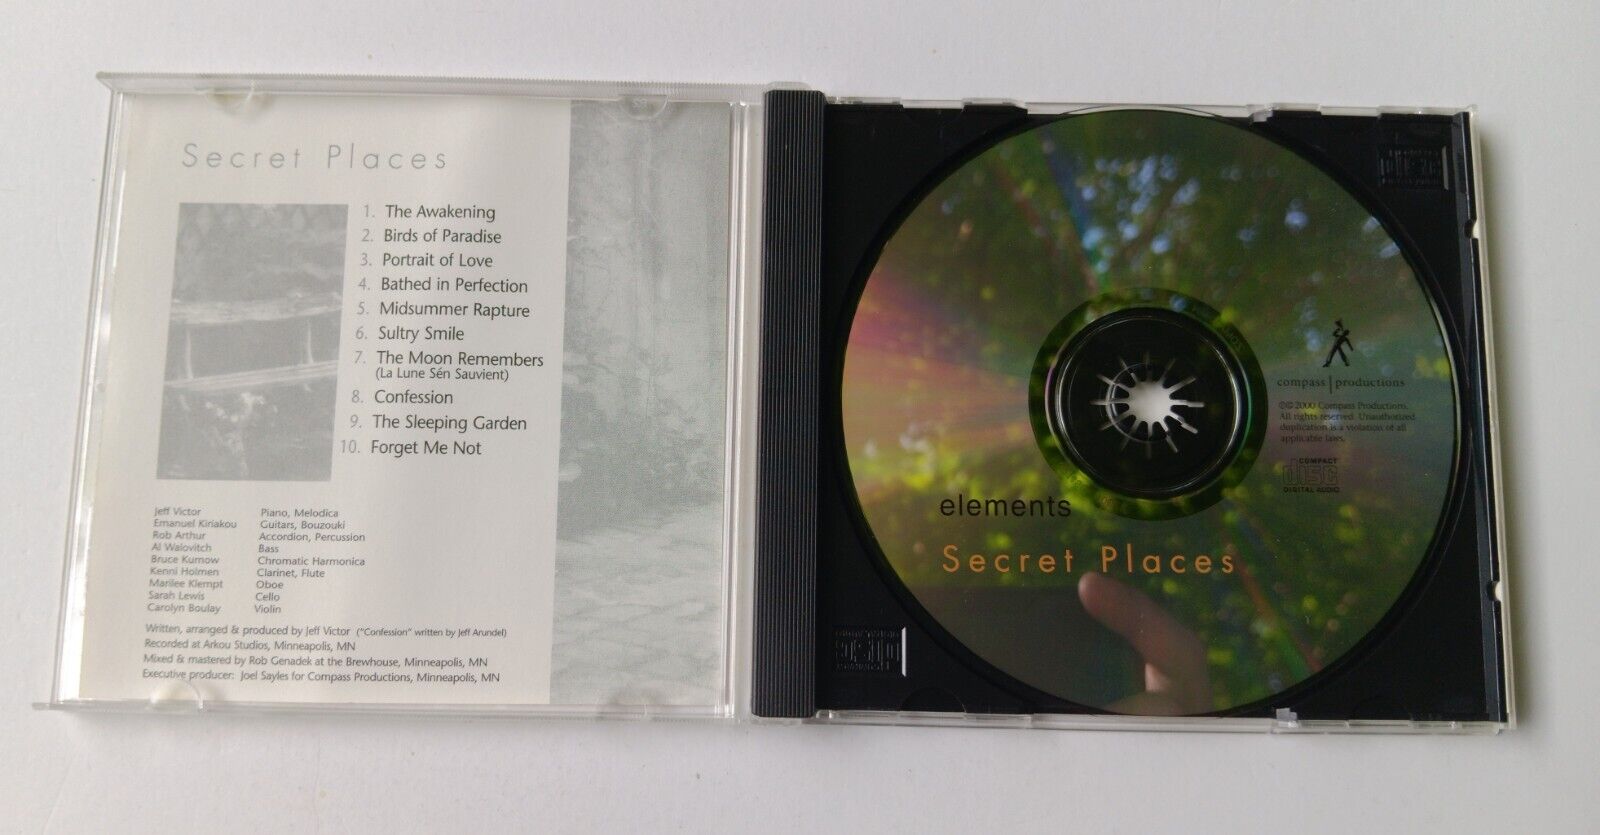 Secret Places
1. The Awakening
2. Birds of Paradise
3. Portrait of Love
4. Bathed in Perfection
5. Midsummer Rapture
6. Sultry Smile
7. The Moon Remembers
(La Lune Sén Sauvient)
8. Confession
9. The Sleeping Garden
10. Forget Me Not
Jeff Victor Piano, Melodica
Emanuel Kiriakou Guitars, Bouzouki
Rob Arthur Accordion, Percussion
Al Walovitch Bass
Bruce Kurnow Chromatic Harmonica
Kenni Holmen Clarinet, Flute
Marilee Klempt Oboe
Sarah Lewis Cello
Carolyn Boulay Violin
Written, arranged & produced by Jeff Victor ("Confession" written by Jeff Arundel)
Recorded at Arkou Studios, Minneapolis, MN
Mixed & mastered by Rob Genadek at the Brewhouse, Minneapolis, MN
Executive producer: Joel Sayles for Compass Productions, Minneapolis, MN
compass | productions
℗© 2000 Compass Productions.
All rights reserved. Unauthorized
duplication is a violation of all
applicable laws.
COMPACT
disc
DIGITAL AUDIO
elements
Secret Places